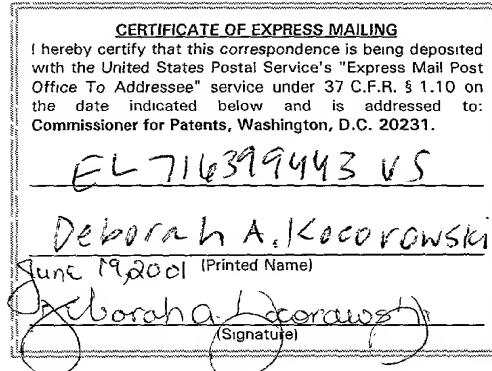 CERTIFICATE OF EXPRESS MAILING
I hereby certify that this correspondence is being deposited
with the United States Postal Service's "Express Mail Post
Office To Addressee" service under 37 C.F.R. § 1.10 on
the date indicated below and is addressed to:
Commissioner for Patents, Washington, D.C. 20231.
EL 716399443 US
Deborah A. Kocorowski
June 19, 2001 (Printed Name)
Deborah A. Kocorowski
(Signature)